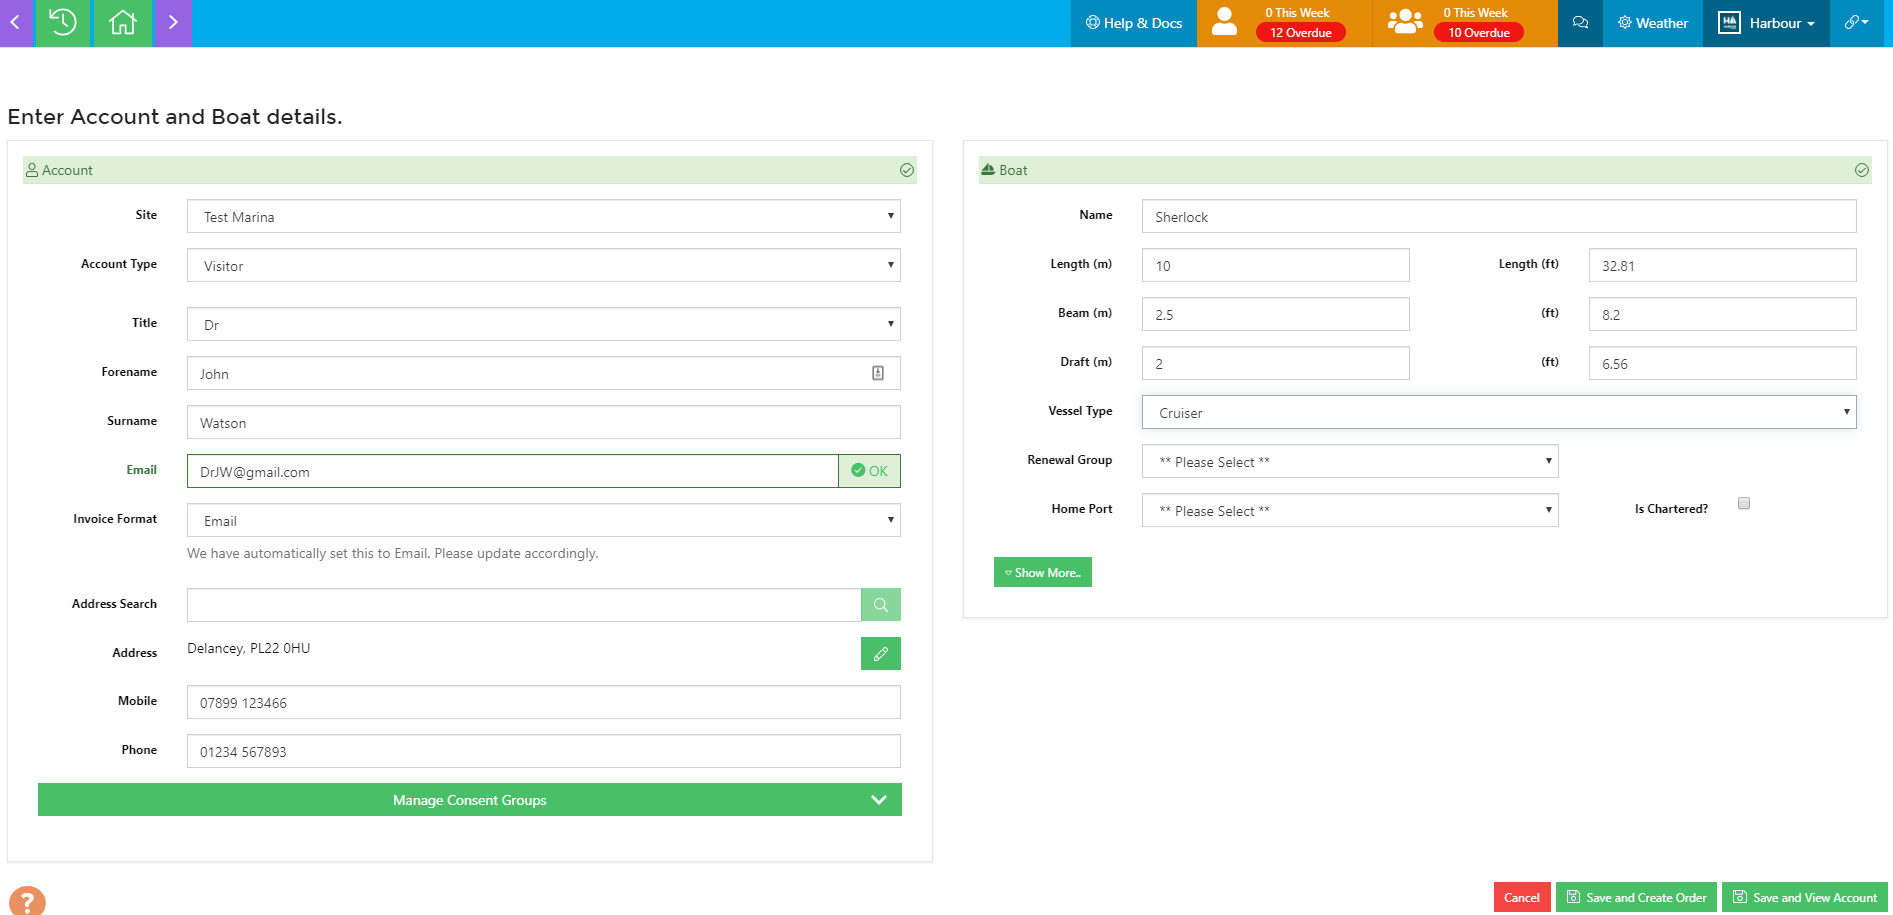 Help & Docs
0 This Week
12 Overdue
0 This Week
10 Overdue
Weather
HA
Harbour
Enter Account and Boat details.
Account
Site
Test Marina
Account Type
Visitor
Title
Dr
Forename
John
Surname
Watson
Email
DrJW@gmail.com
OK
Invoice Format
Email
We have automatically set this to Email. Please update accordingly.
Address Search
Address
Delancey, PL22 0HU
Mobile
07899 123466
Phone
01234 567893
Manage Consent Groups
Boat
Name
Sherlock
Length (m)
10
Length (ft)
32.81
Beam (m)
2.5
(ft)
8.2
Draft (m)
2
(ft)
6.56
Vessel Type
Cruiser
Renewal Group
** Please Select **
Home Port
** Please Select **
Is Chartered?
Show More..
?
Cancel
Save and Create Order
Save and View Account